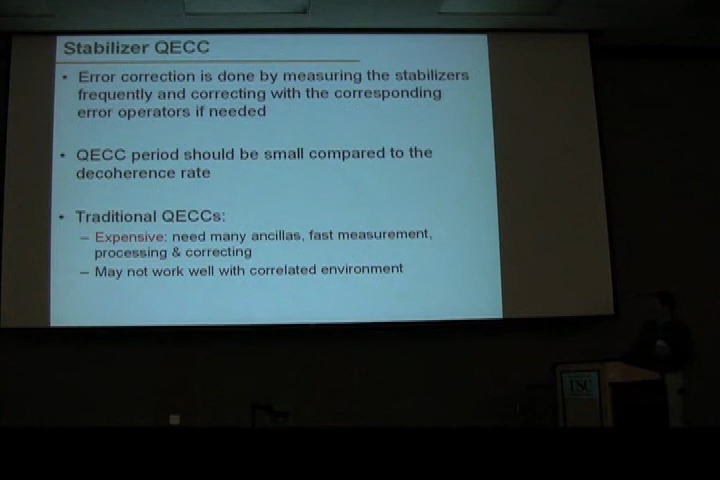 Stabilizer QECC
• Error correction is done by measuring the stabilizers
frequently and correcting with the corresponding
error operators if needed
• QECC period should be small compared to the
decoherence rate
• Traditional QECCs:
– Expensive: need many ancillas, fast measurement,
processing & correcting
– May not work well with correlated environment
USC